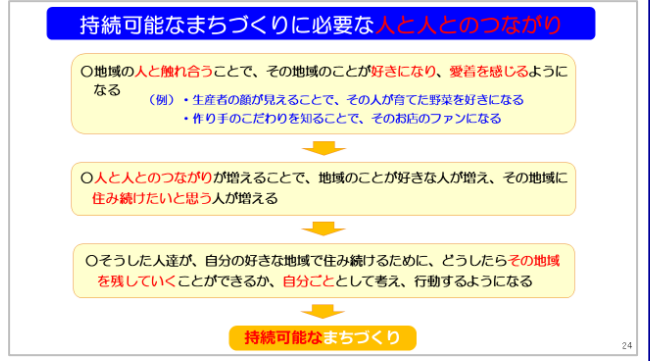 持続可能なまちづくりに必要な人と人とのつながり
〇地域の人と触れ合うことで、その地域のことが好きになり、愛着を感じるように
なる
（例）・生産者の顔が見えることで、その人が育てた野菜を好きになる
・作り手のこだわりを知ることで、そのお店のファンになる
〇人と人とのつながりが増えることで、地域のことが好きな人が増え、その地域に
住み続けたいと思う人が増える
〇そうした人達が、自分の好きな地域で住み続けるために、どうしたらその地域
を残していくことができるか、自分ごととして考え、行動するようになる
持続可能なまちづくり
24